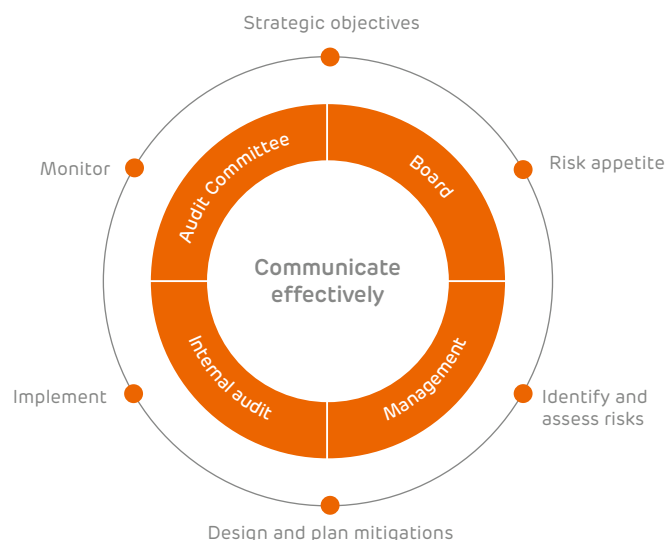 Strategic objectives
Risk appetite
Identify and
assess risks
Design and plan mitigations
Implement
Monitor
Audit Committee
Board
Management
Internal audit
Communicate
effectively